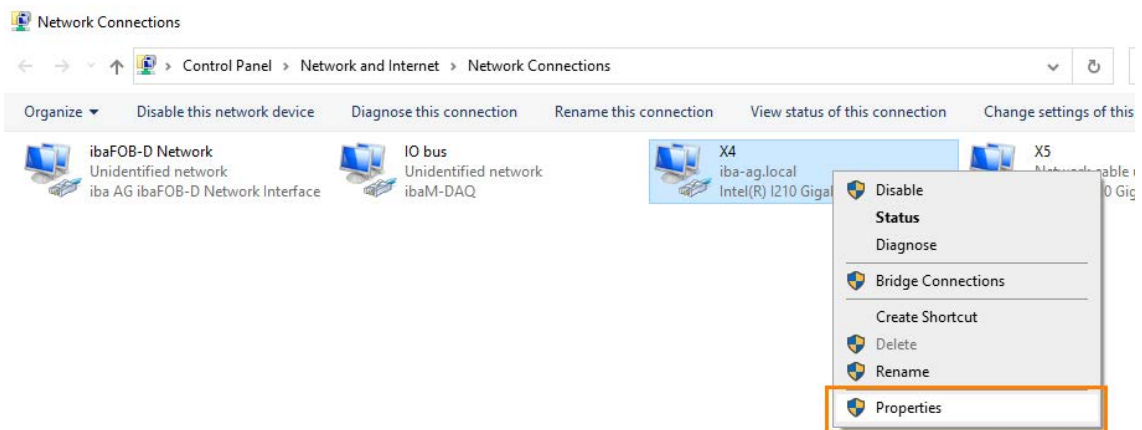 Network Connections
Control Panel > Network and Internet > Network Connections
Organize Disable this network device Diagnose this connection Rename this connection View status of this connection Change settings of this
ibaFOB-D Network
Unidentified network
iba AG ibaFOB-D Network Interface
IO bus
Unidentified network
ibaM-DAQ
X4
iba-ag.local
Intel(R) I210
X5
Network cable
Disable
Status
Diagnose
Bridge Connections
Create Shortcut
Delete
Rename
Properties